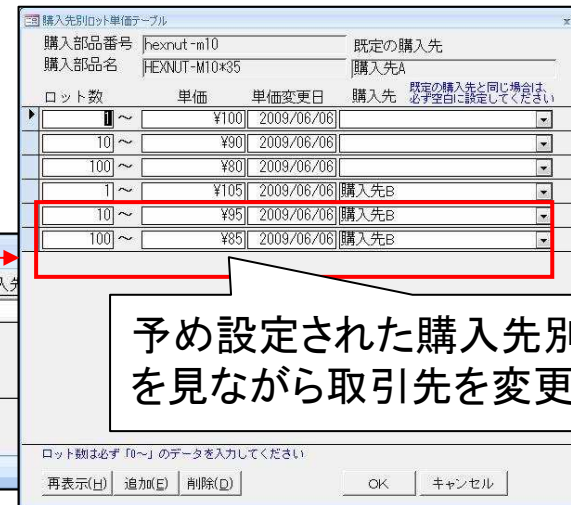 購入先別ロット単価テーブル
購入部品番号 hexnut-m10 既定の購入先
購入部品名 HEXNUT-M10*35 購入先A
ロット数 単価 単価変更日 購入先 既定の購入先と同じ場合は、
必ず空白に設定してください
1 ～ ¥100 2009/06/06
10 ～ ¥90 2009/06/06
100 ～ ¥80 2009/06/06
1 ～ ¥105 2009/06/06 購入先B
10 ～ ¥95 2009/06/06 購入先B
100 ～ ¥85 2009/06/06 購入先B
予め設定された購入先別
を見ながら取引先を変更
ロット数は必ず「0～」のデータを入力してください
再表示(H) 追加(E) 削除(D) OK キャンセル